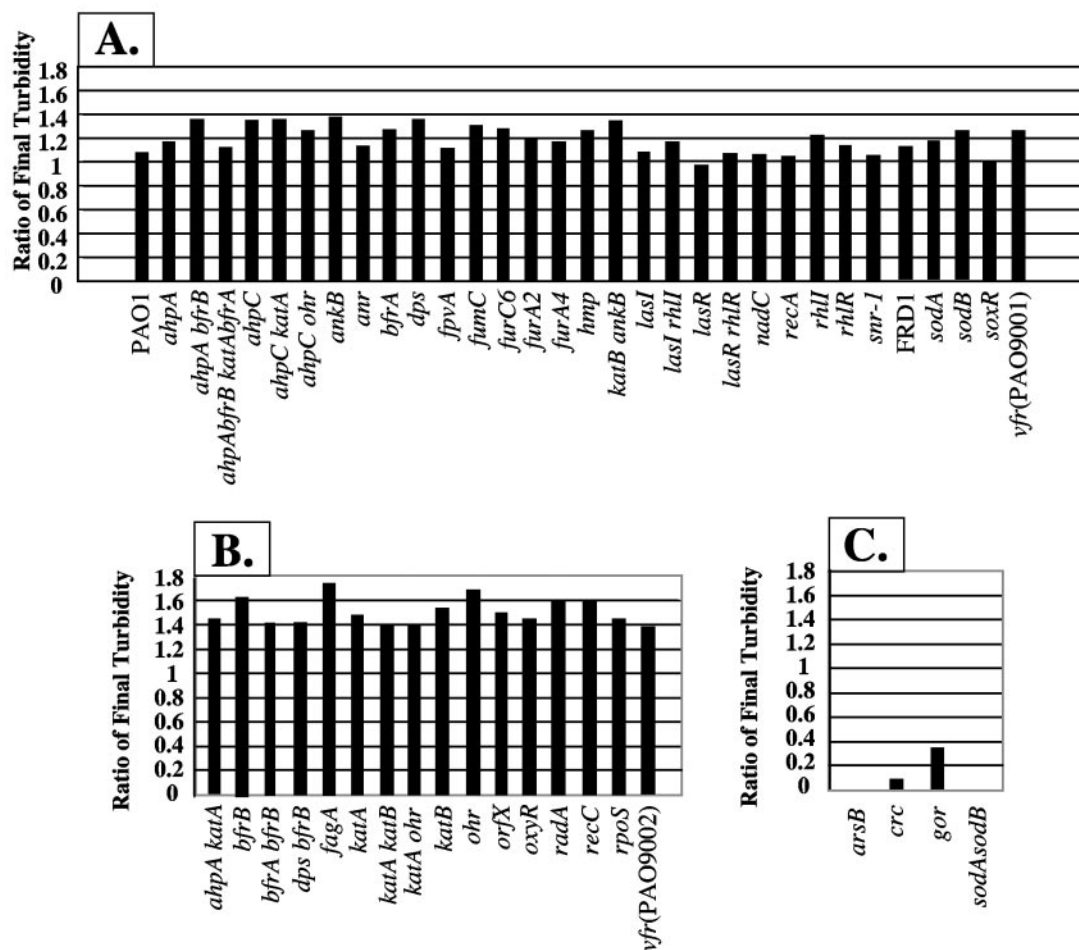 A.
Ratio of Final Turbidity
1.8
1.6
1.4
1.2
1
0.8
0.6
0.4
0.2
0
PAO1
ahpA
ahpA bfrB
ahpAbfrB katAbfrA
ahpC
ahpC katA
ahpC ohr
ankB
anr
bfrA
dps
fpvA
fumC
furC6
furA2
furA4
hmp
katB ankB
lasI
lasI rhlI
lasR
lasR rhlR
nadC
recA
rhlI
rhlR
snr-1
FRD1
sodA
sodB
soxR
vfr(PAO9001)
B.
Ratio of Final Turbidity
1.8
1.6
1.4
1.2
1
0.8
0.6
0.4
0.2
0
ahpA katA
bfrB
bfrA bfrB
dps bfrB
fagA
katA
katA katB
katA ohr
katB
ohr
orfX
oxyR
radA
recC
rpoS
vfr(PAO9002)
C.
Ratio of Final Turbidity
1.8
1.6
1.4
1.2
1
0.8
0.6
0.4
0.2
0
arsB
crc
gor
sodAsodB